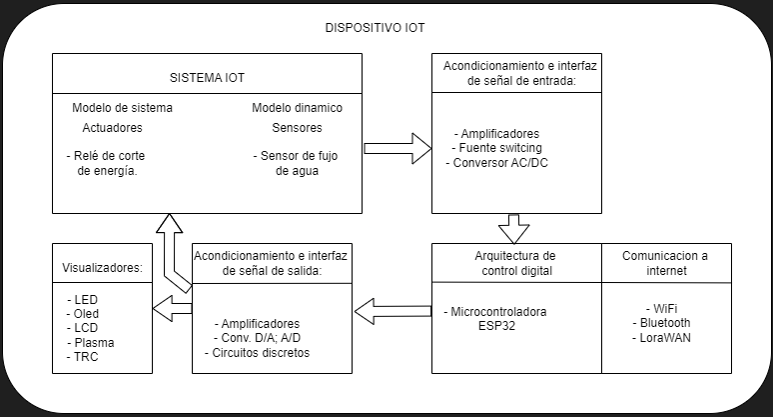 DISPOSITIVO IOT
SISTEMA IOT
Modelo de sistema
Actuadores
- Relé de corte
de energía.
Modelo dinamico
Sensores
- Sensor de fujo
de agua
Acondicionamiento e interfaz
de señal de entrada:
- Amplificadores
- Fuente switcing
- Conversor AC/DC
Visualizadores:
- LED
- Oled
- LCD
- Plasma
- TRC
Acondicionamiento e interfaz
de señal de salida:
- Amplificadores
- Conv. D/A; A/D
- Circuitos discretos
Arquitectura de
control digital
- Microcontroladora
ESP32
Comunicacion a
internet
- WiFi
- Bluetooth
- LoraWAN